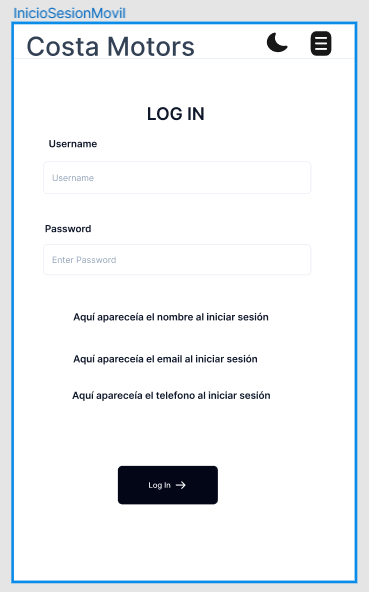 InicioSesionMovil
Costa Motors
LOG IN
Username
Username
Password
Enter Password
Aquí apareceía el nombre al iniciar sesión
Aquí apareceía el email al iniciar sesión
Aquí apareceía el telefono al iniciar sesión
Log In